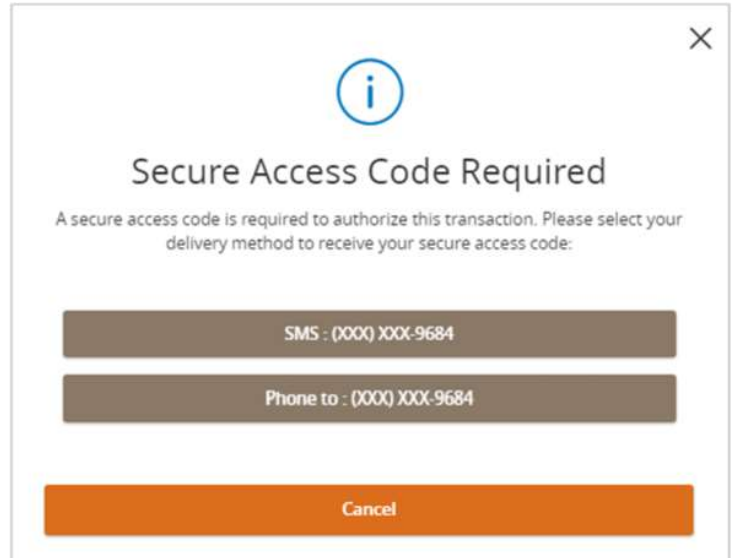 Secure Access Code Required
A secure access code is required to authorize this transaction. Please select your
delivery method to receive your secure access code:
SMS : (XXX) XXX-9684
Phone to : (XXX) XXX-9684
Cancel